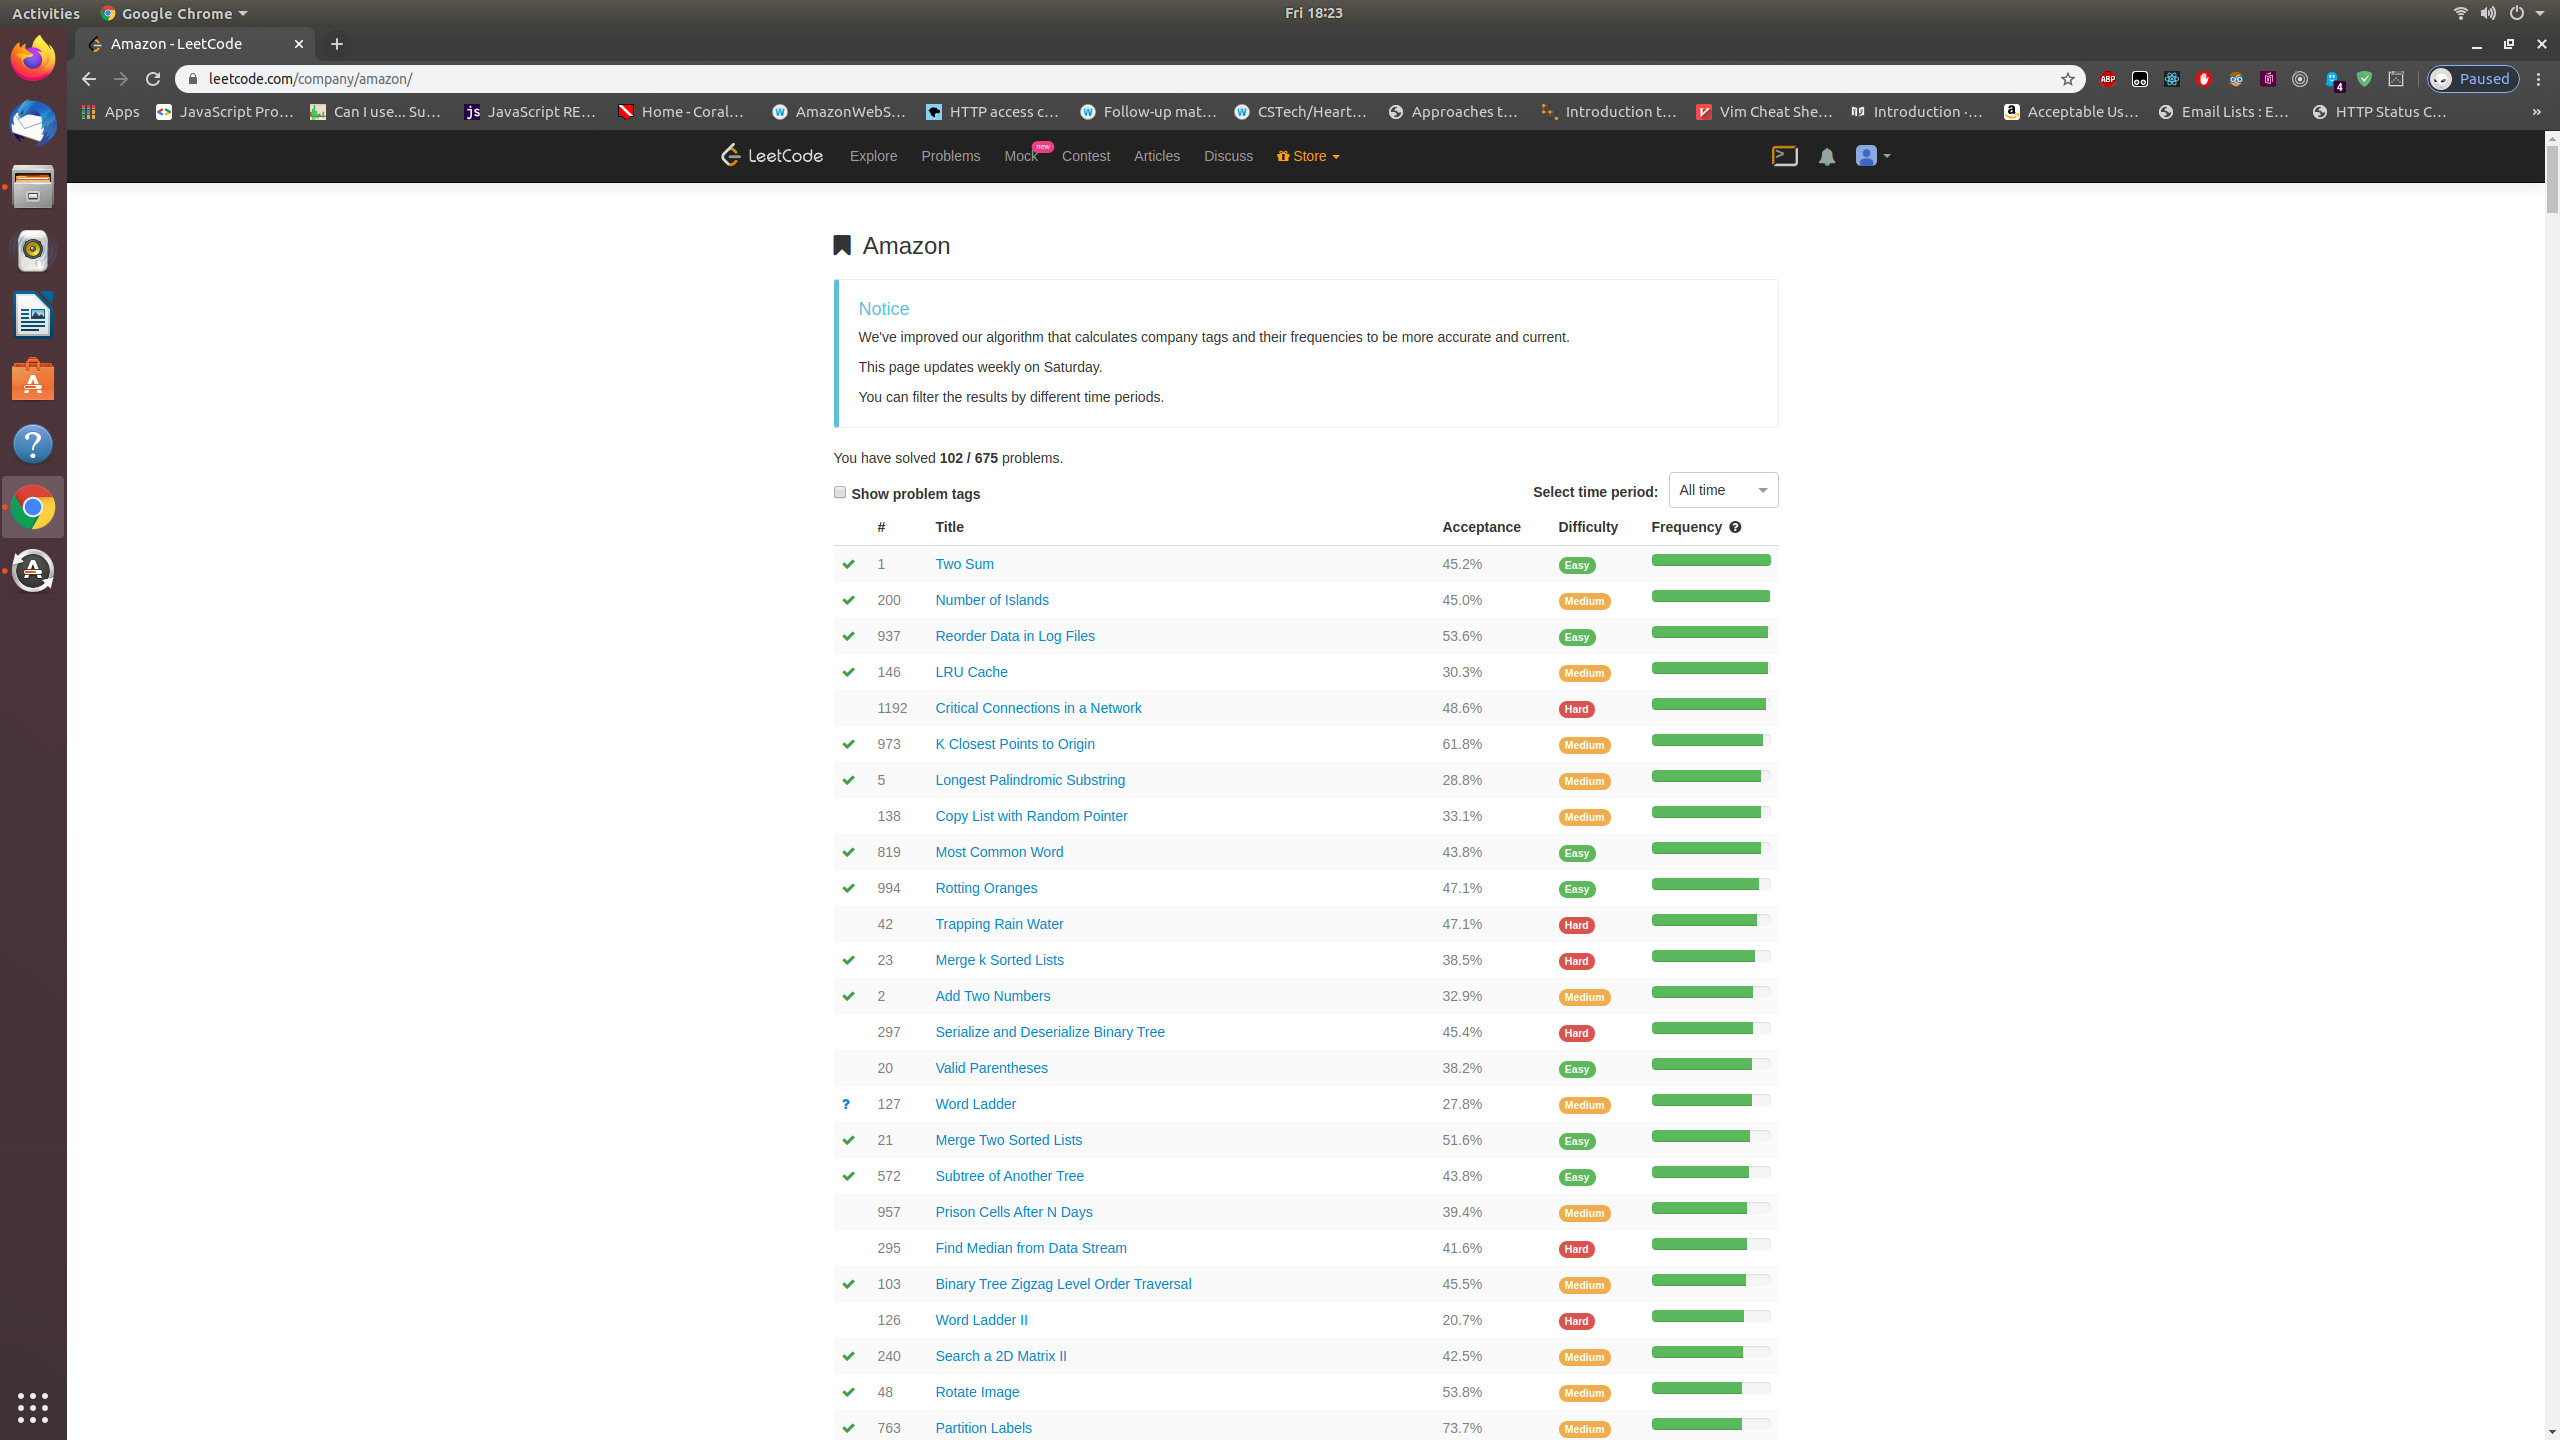 Activities Google Chrome Fri 18:23
Amazon - LeetCode
leetcode.com/company/amazon/ ABP 4 Paused
Apps JavaScript Pro… Can I use... Su… js JavaScript RE… Home - Coral… AmazonWebS… HTTP access c… Follow-up mat… CSTech/Heart… Approaches t… Introduction t… Vim Cheat She… Introduction ·… Acceptable Us… Email Lists : E… HTTP Status C… »
LeetCode Explore Problems Mock new Contest Articles Discuss Store
Amazon
Notice
We've improved our algorithm that calculates company tags and their frequencies to be more accurate and current.
This page updates weekly on Saturday.
You can filter the results by different time periods.
You have solved 102 / 675 problems.
Show problem tags Select time period: All time
# Title Acceptance Difficulty Frequency
1 Two Sum 45.2% Easy
200 Number of Islands 45.0% Medium
937 Reorder Data in Log Files 53.6% Easy
146 LRU Cache 30.3% Medium
1192 Critical Connections in a Network 48.6% Hard
973 K Closest Points to Origin 61.8% Medium
5 Longest Palindromic Substring 28.8% Medium
138 Copy List with Random Pointer 33.1% Medium
819 Most Common Word 43.8% Easy
994 Rotting Oranges 47.1% Easy
42 Trapping Rain Water 47.1% Hard
23 Merge k Sorted Lists 38.5% Hard
2 Add Two Numbers 32.9% Medium
297 Serialize and Deserialize Binary Tree 45.4% Hard
20 Valid Parentheses 38.2% Easy
? 127 Word Ladder 27.8% Medium
21 Merge Two Sorted Lists 51.6% Easy
572 Subtree of Another Tree 43.8% Easy
957 Prison Cells After N Days 39.4% Medium
295 Find Median from Data Stream 41.6% Hard
103 Binary Tree Zigzag Level Order Traversal 45.5% Medium
126 Word Ladder II 20.7% Hard
240 Search a 2D Matrix II 42.5% Medium
48 Rotate Image 53.8% Medium
763 Partition Labels 73.7% Medium